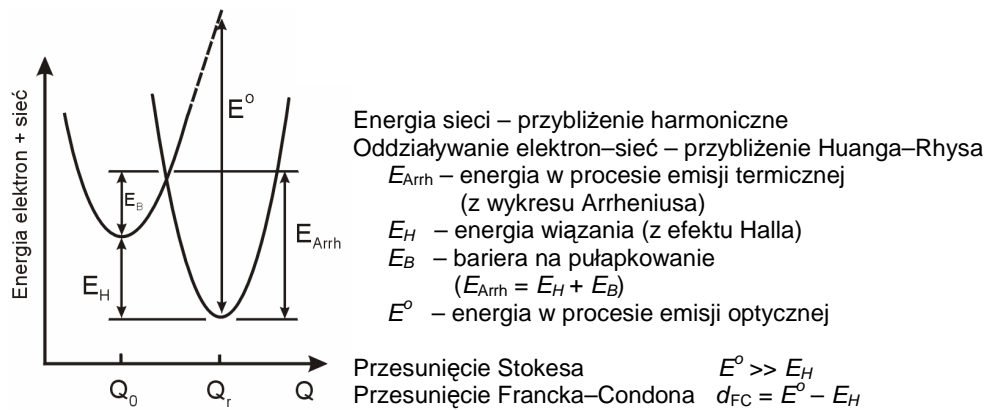 Energia elektron + sieć
E_B
E_H
E^o
E_Arrh
Q_0
Q_r
Q
Energia sieci – przybliżenie harmoniczne
Oddziaływanie elektron–sieć – przybliżenie Huanga–Rhysa
E_Arrh – energia w procesie emisji termicznej
(z wykresu Arrheniusa)
E_H – energia wiązania (z efektu Halla)
E_B – bariera na pułapkowanie
(E_Arrh = E_H + E_B)
E^o – energia w procesie emisji optycznej
Przesunięcie Stokesa E^o >> E_H
Przesunięcie Francka–Condona d_FC = E^o – E_H